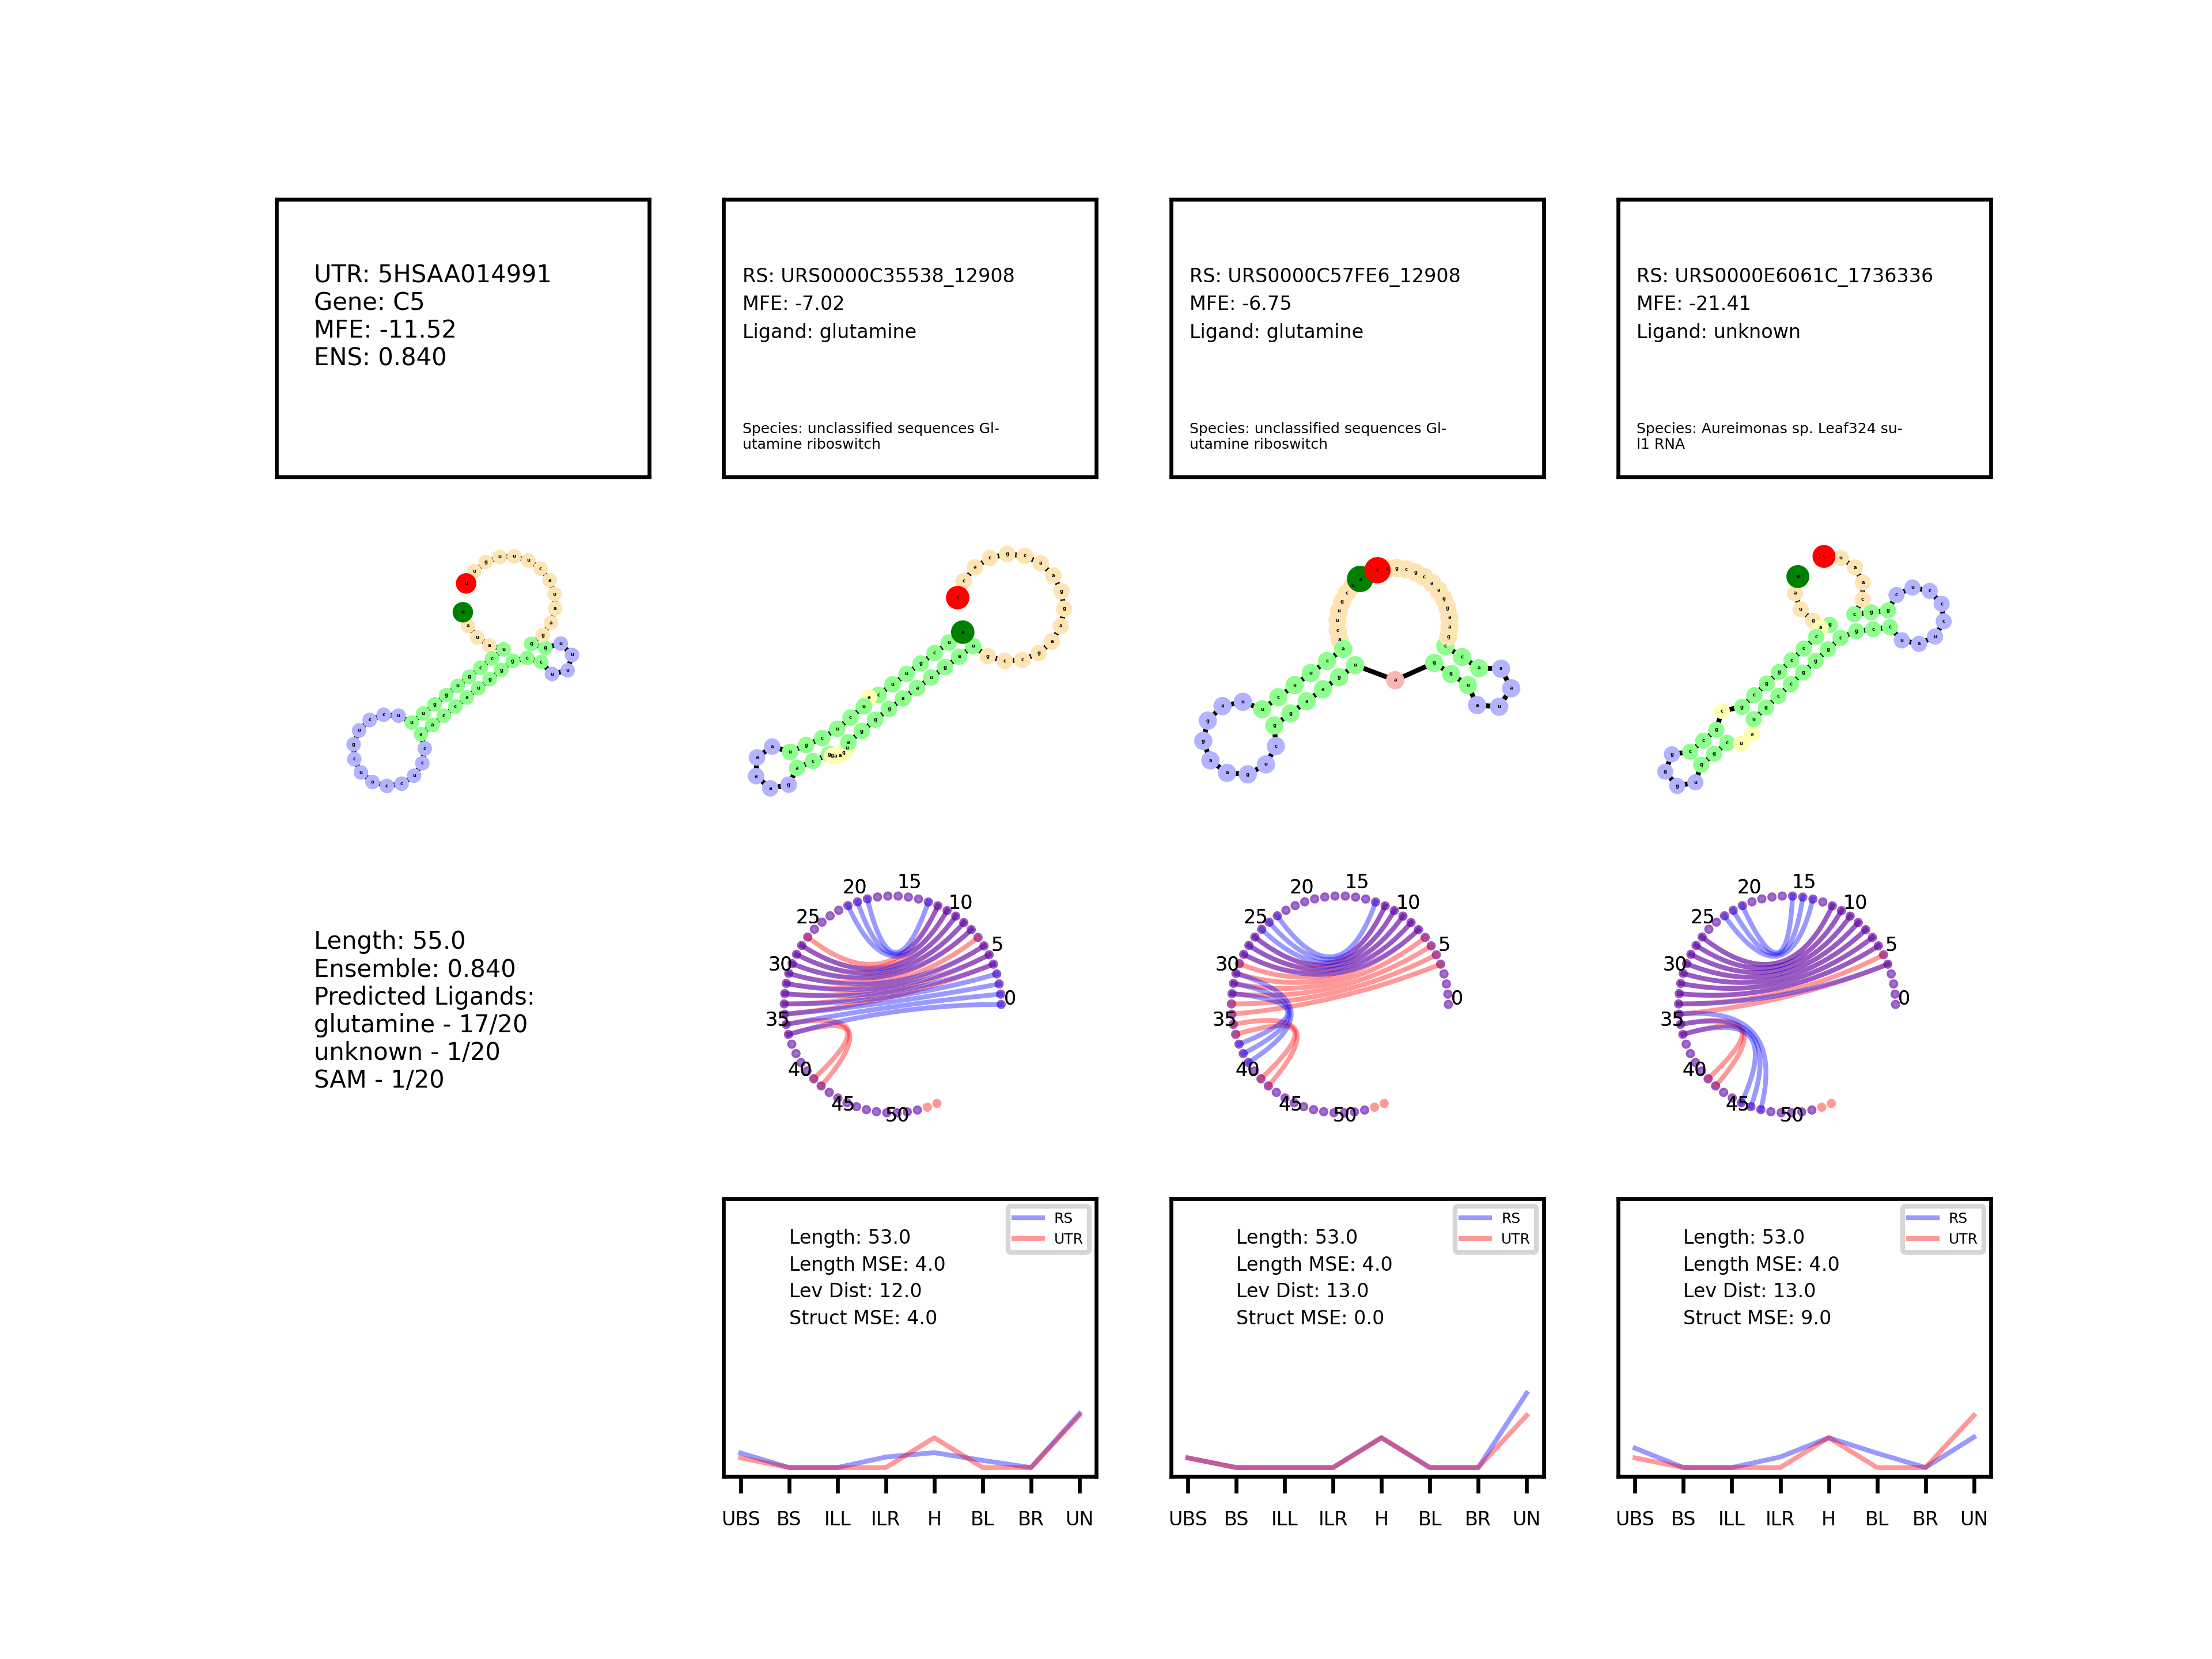 UTR: 5HSAA014991
Gene: C5
MFE: -11.52
ENS: 0.840
RS: URS0000C35538_12908
MFE: -7.02
Ligand: glutamine
Species: unclassified sequences Gl-
utamine riboswitch
RS: URS0000C57FE6_12908
MFE: -6.75
Ligand: glutamine
Species: unclassified sequences Gl-
utamine riboswitch
RS: URS0000E6061C_1736336
MFE: -21.41
Ligand: unknown
Species: Aureimonas sp. Leaf324 su-
l1 RNA
Length: 55.0
Ensemble: 0.840
Predicted Ligands:
glutamine - 17/20
unknown - 1/20
SAM - 1/20
0
5
10
15
20
25
30
35
40
45
50
0
5
10
15
20
25
30
35
40
45
50
0
5
10
15
20
25
30
35
40
45
50
RS
UTR
Length: 53.0
Length MSE: 4.0
Lev Dist: 12.0
Struct MSE: 4.0
UBS BS ILL ILR H BL BR UN
RS
UTR
Length: 53.0
Length MSE: 4.0
Lev Dist: 13.0
Struct MSE: 0.0
UBS BS ILL ILR H BL BR UN
RS
UTR
Length: 53.0
Length MSE: 4.0
Lev Dist: 13.0
Struct MSE: 9.0
UBS BS ILL ILR H BL BR UN